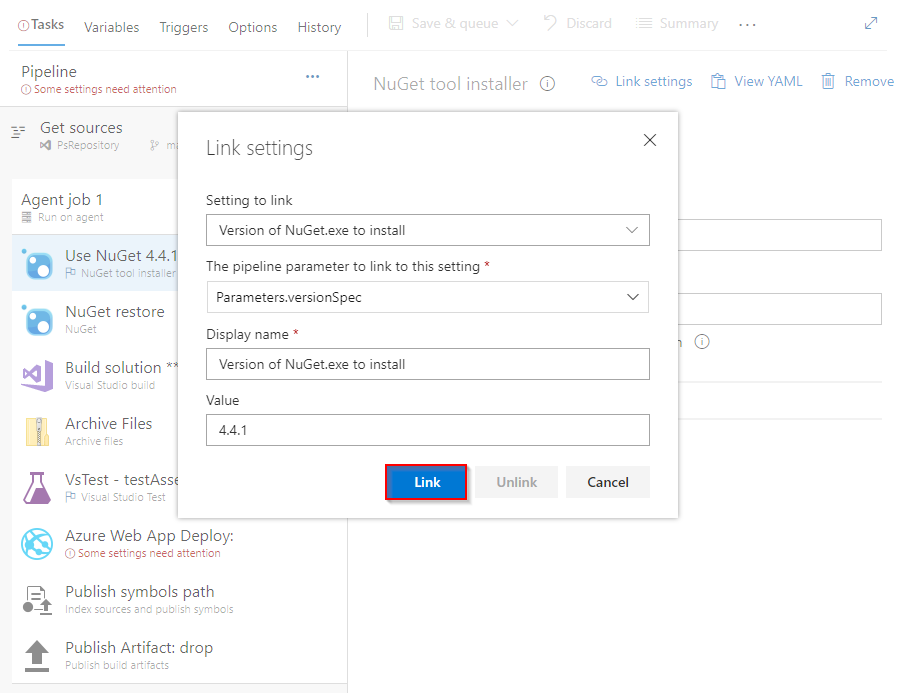 Tasks Variables Triggers Options History Save & queue Discard Summary ...
Pipeline ...
Some settings need attention
NuGet tool installer Link settings View YAML Remove
Get sources
PsRepository
Agent job 1
Run on agent
Use NuGet 4.4.1
NuGet tool installer
NuGet restore
NuGet
Build solution **
Visual Studio build
Archive Files
Archive files
VsTest - testAsse
Visual Studio Test
Azure Web App Deploy:
Some settings need attention
Publish symbols path
Index sources and publish symbols
Publish Artifact: drop
Publish build artifacts
Link settings
Setting to link
Version of NuGet.exe to install
The pipeline parameter to link to this setting *
Parameters.versionSpec
Display name *
Version of NuGet.exe to install
Value
4.4.1
Link Unlink Cancel